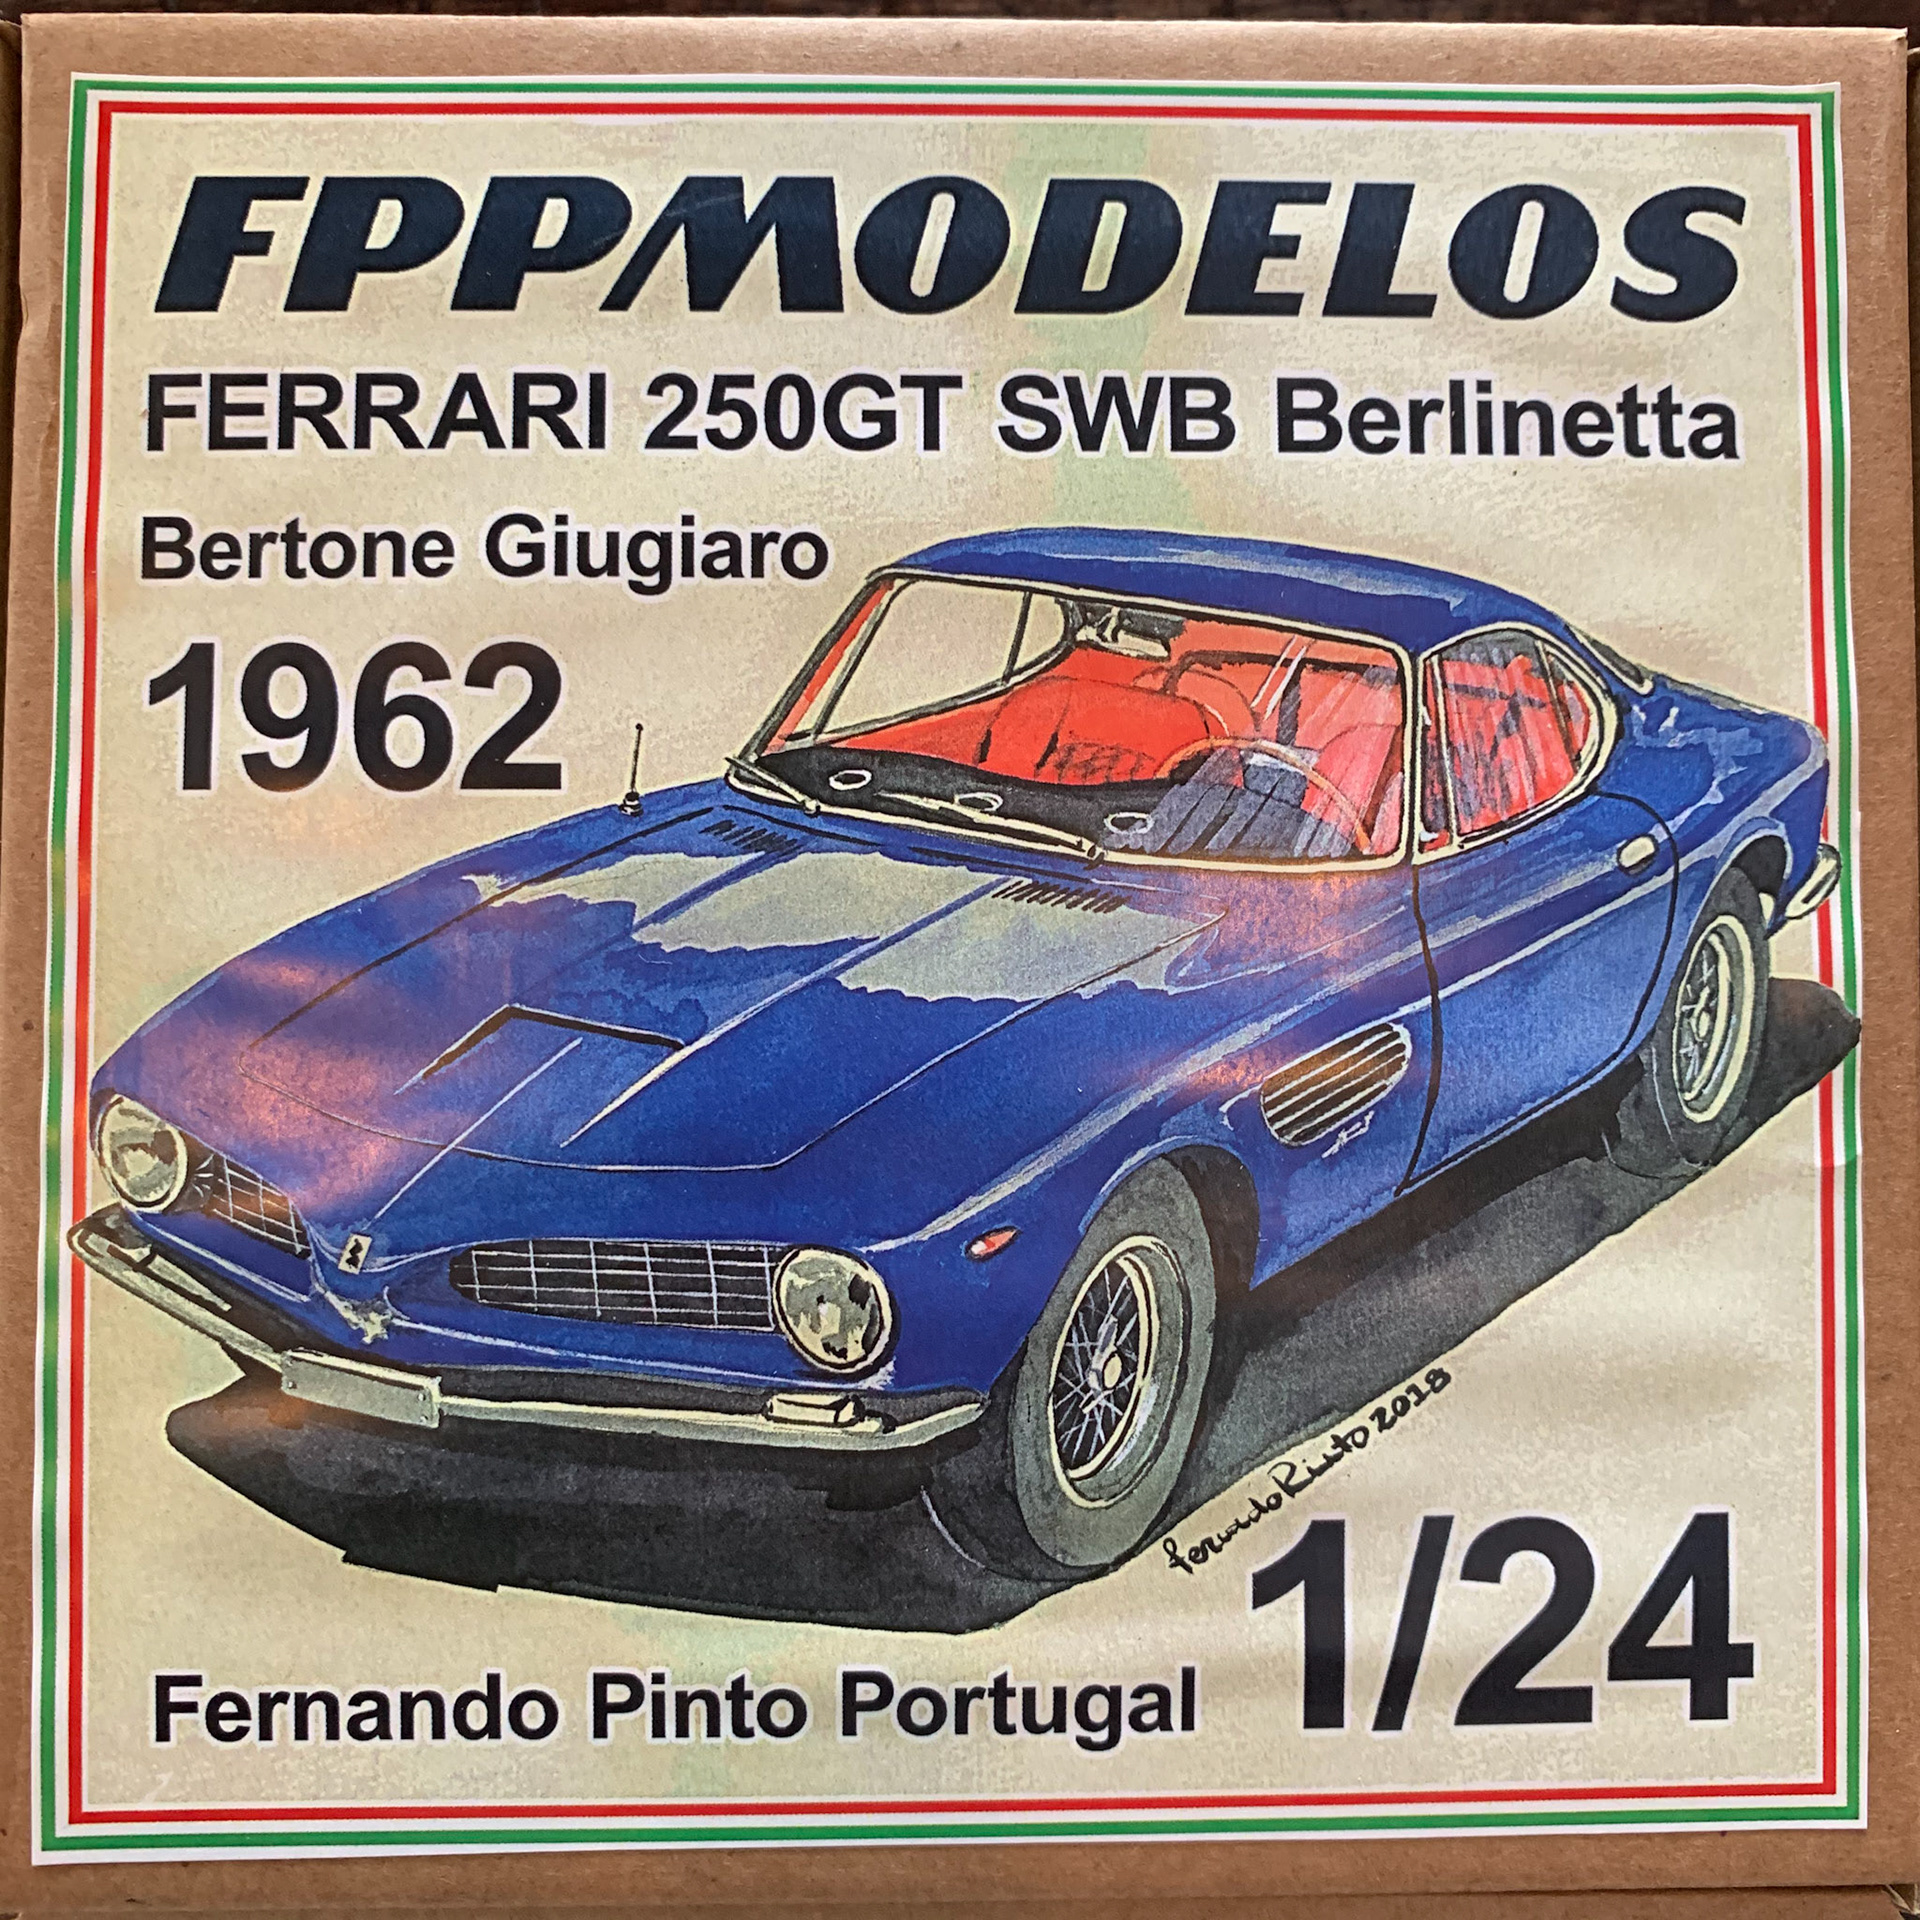 FPPMODELOS
FERRARI 250GT SWB Berlinetta
Bertone Giugiaro
1962
Fernando Pinto 2018
1/24
Fernando Pinto Portugal